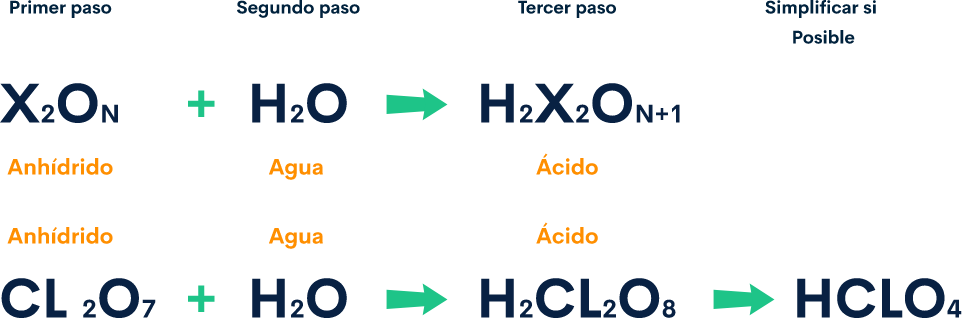 Primer paso Segundo paso Tercer paso Simplificar si
Posible
X₂Oₙ + H₂O H₂X₂Oₙ₊₁
Anhídrido Agua Ácido
Anhídrido Agua Ácido
CL ₂O₇ + H₂O H₂CL₂O₈ HCLO₄